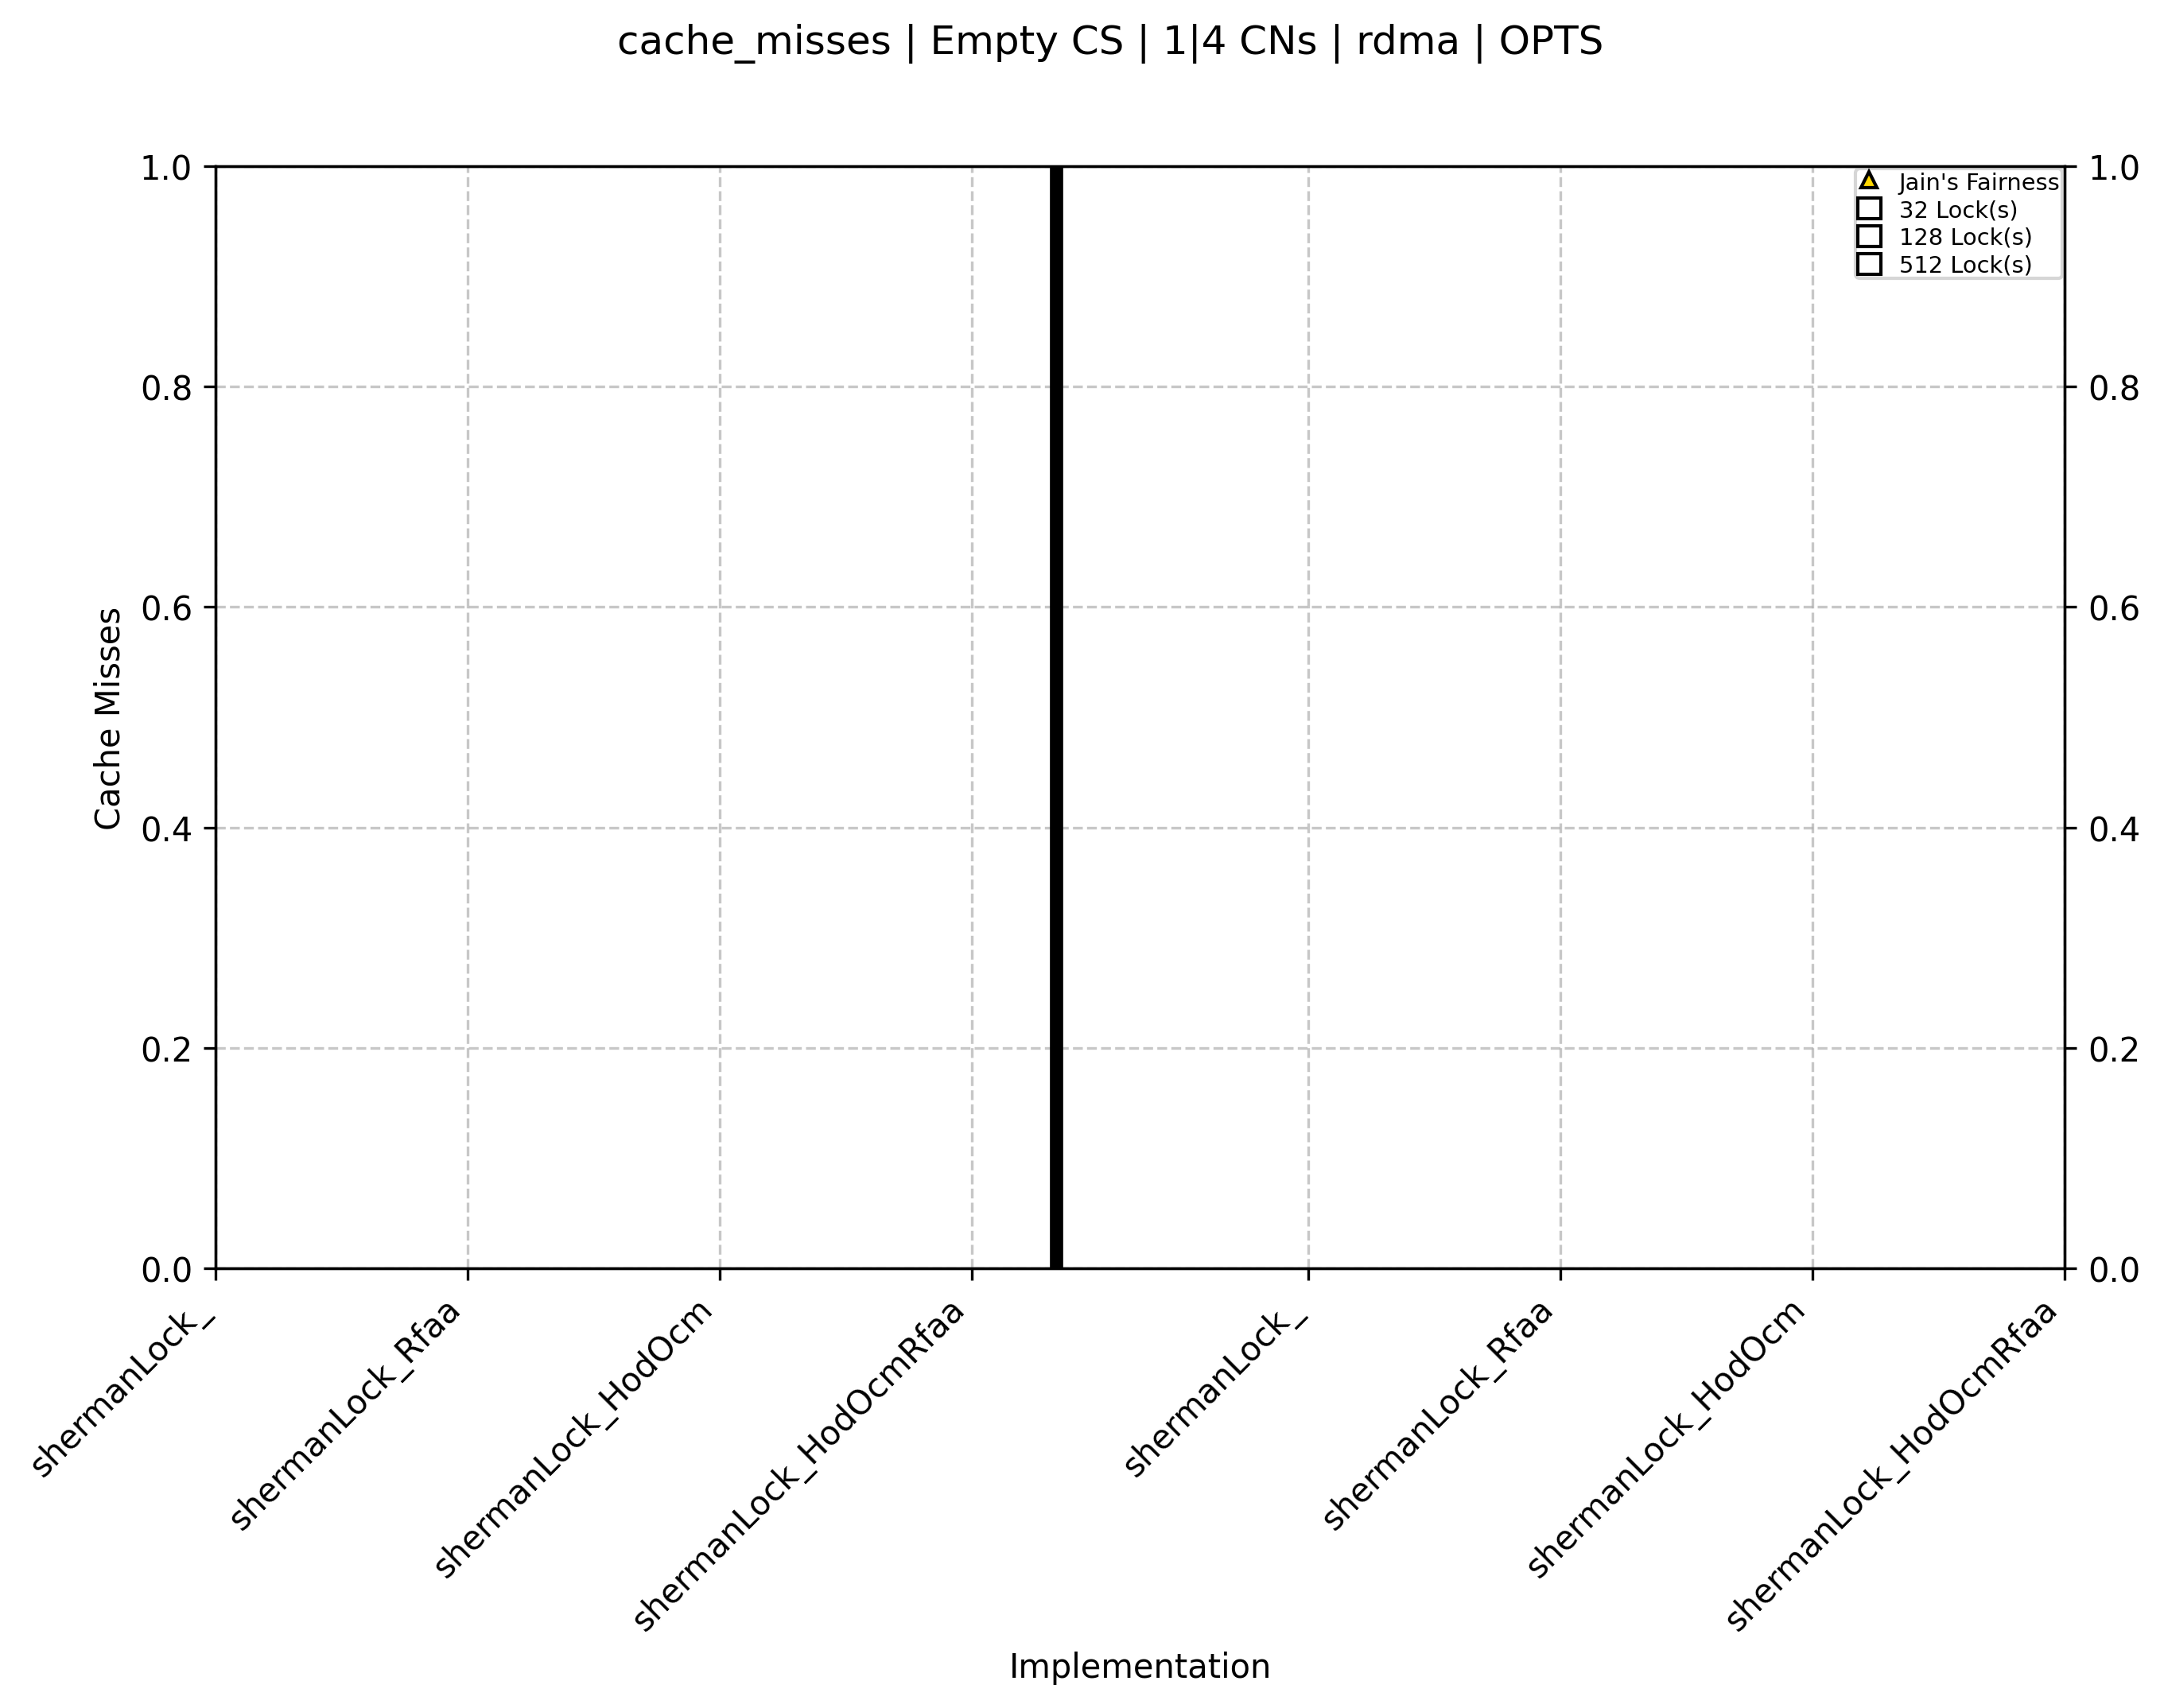 cache_misses | Empty CS | 1|4 CNs | rdma | OPTS
Jain's Fairness
32 Lock(s)
128 Lock(s)
512 Lock(s)
Cache Misses
1.0
0.8
0.6
0.4
0.2
0.0
1.0
0.8
0.6
0.4
0.2
0.0
shermanLock_
shermanLock_Rfaa
shermanLock_HodOcm
shermanLock_HodOcmRfaa
shermanLock_
shermanLock_Rfaa
shermanLock_HodOcm
shermanLock_HodOcmRfaa
Implementation